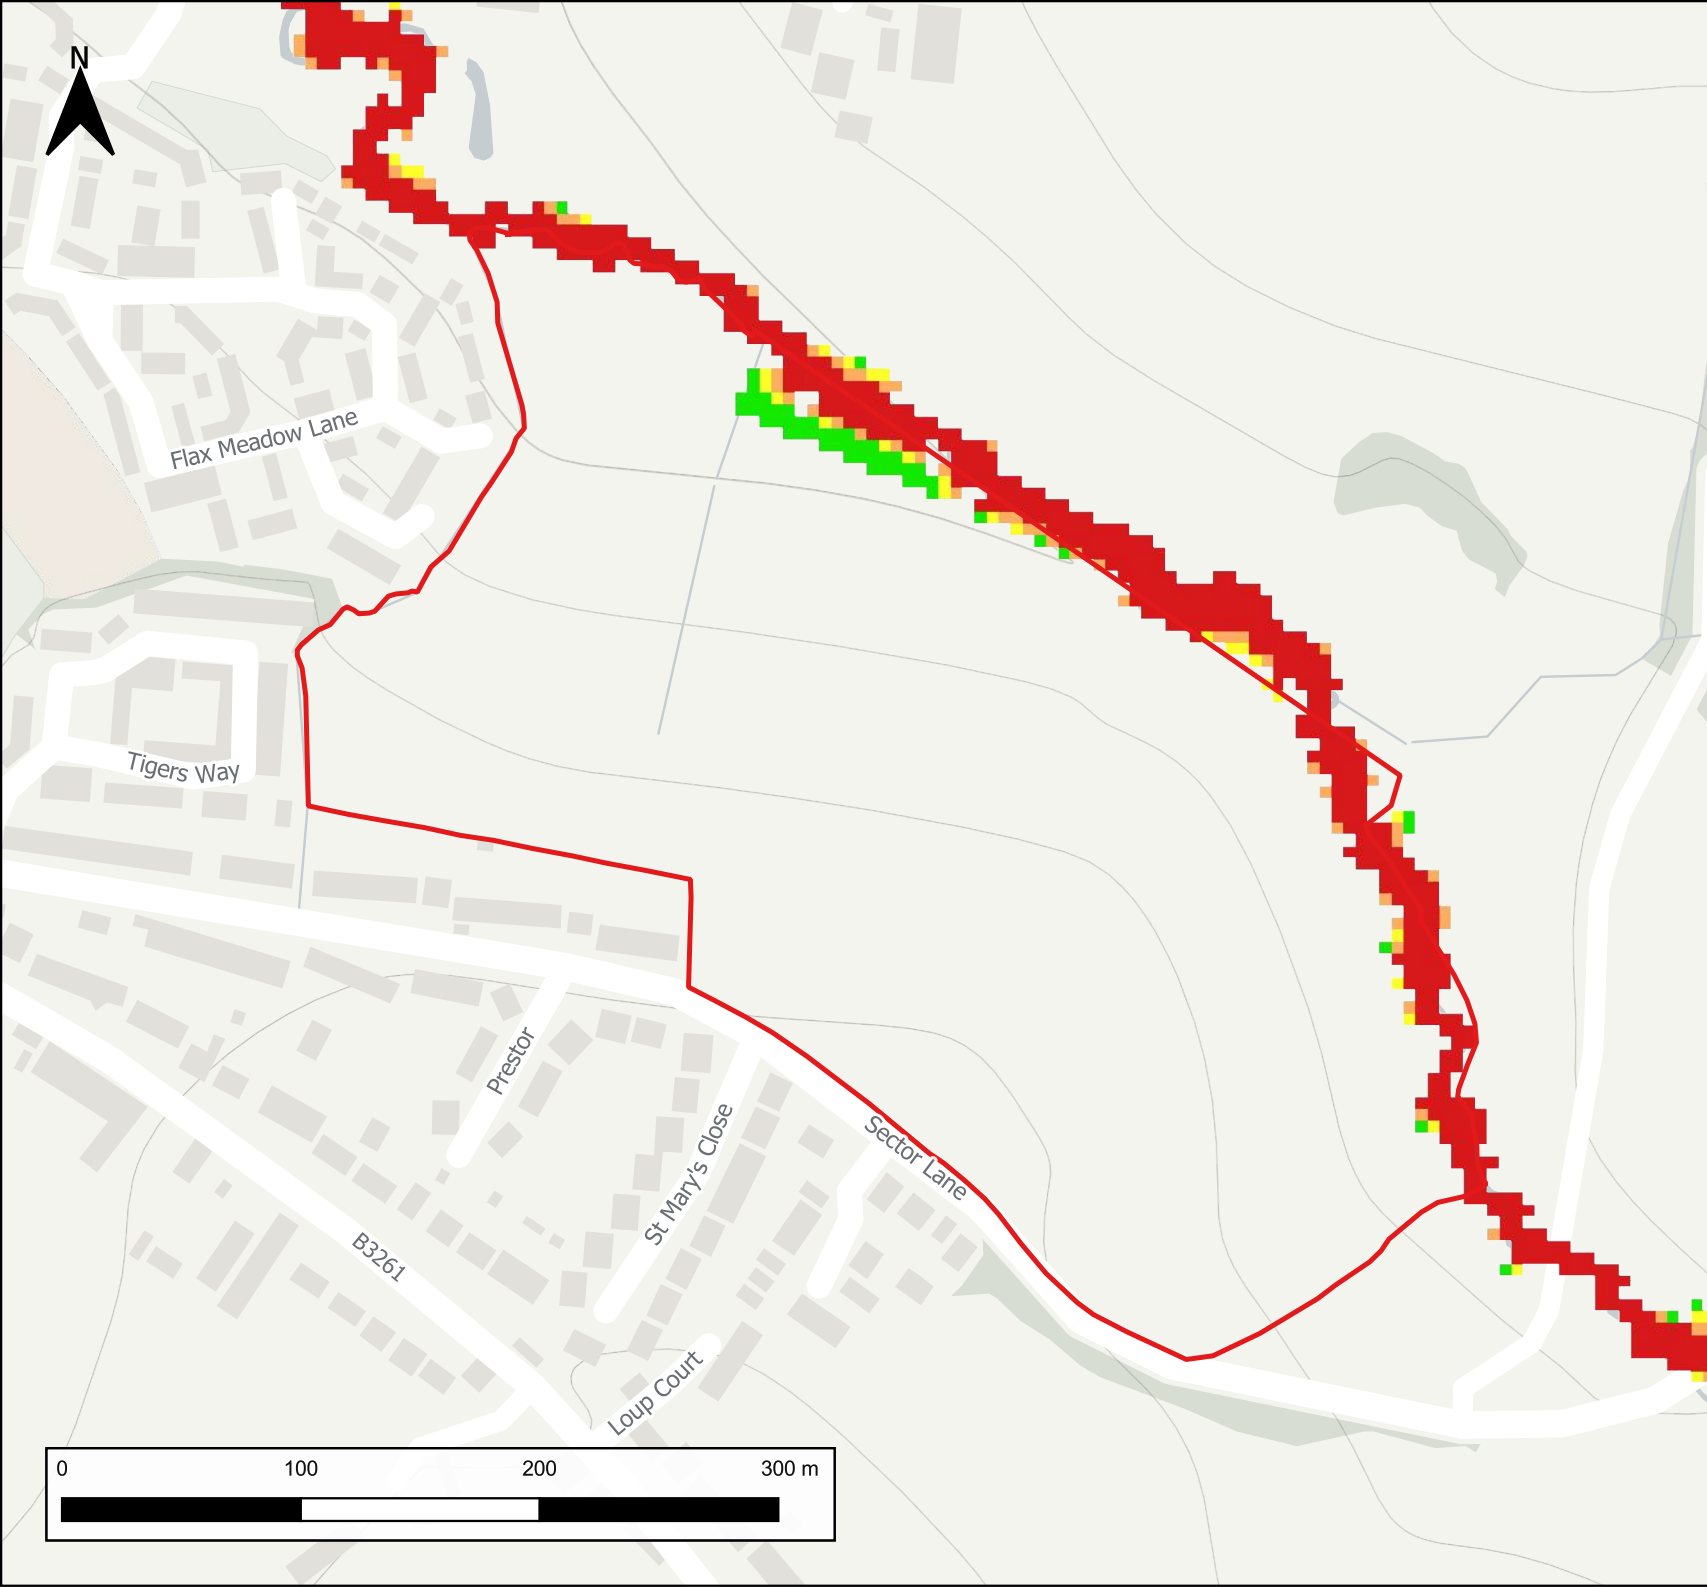 N
Flax Meadow Lane
Tigers Way
Prestor
St Mary's Close
Sector Lane
B3261
Loup Court
0 100 200 300 m